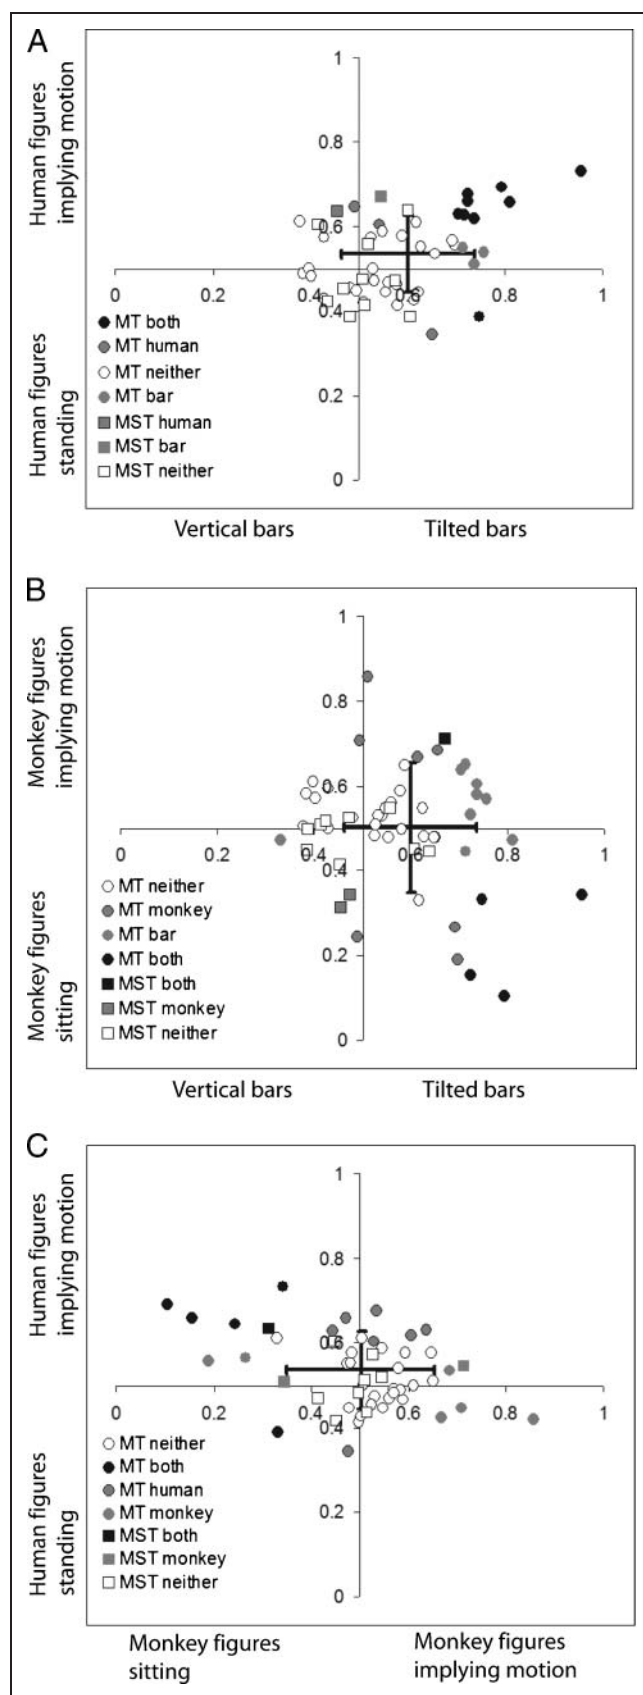 A
Human figures
implying motion
Human figures
standing
1
0.8
0.6
0.4
0.2
0
0
0.2
0.4
0.6
0.8
1
MT both
MT human
MT neither
MT bar
MST human
MST bar
MST neither
Vertical bars
Tilted bars
B
Monkey figures
implying motion
Monkey figures
sitting
1
0.8
0.6
0.4
0.2
0
0
0.2
0.4
0.6
0.8
1
MT neither
MT monkey
MT bar
MT both
MST both
MST monkey
MST neither
Vertical bars
Tilted bars
C
Human figures
implying motion
Human figures
standing
1
0.8
0.6
0.4
0.2
0
0
0.2
0.4
0.6
0.8
1
MT neither
MT both
MT human
MT monkey
MST both
MST monkey
MST neither
Monkey figures
sitting
Monkey figures
implying motion